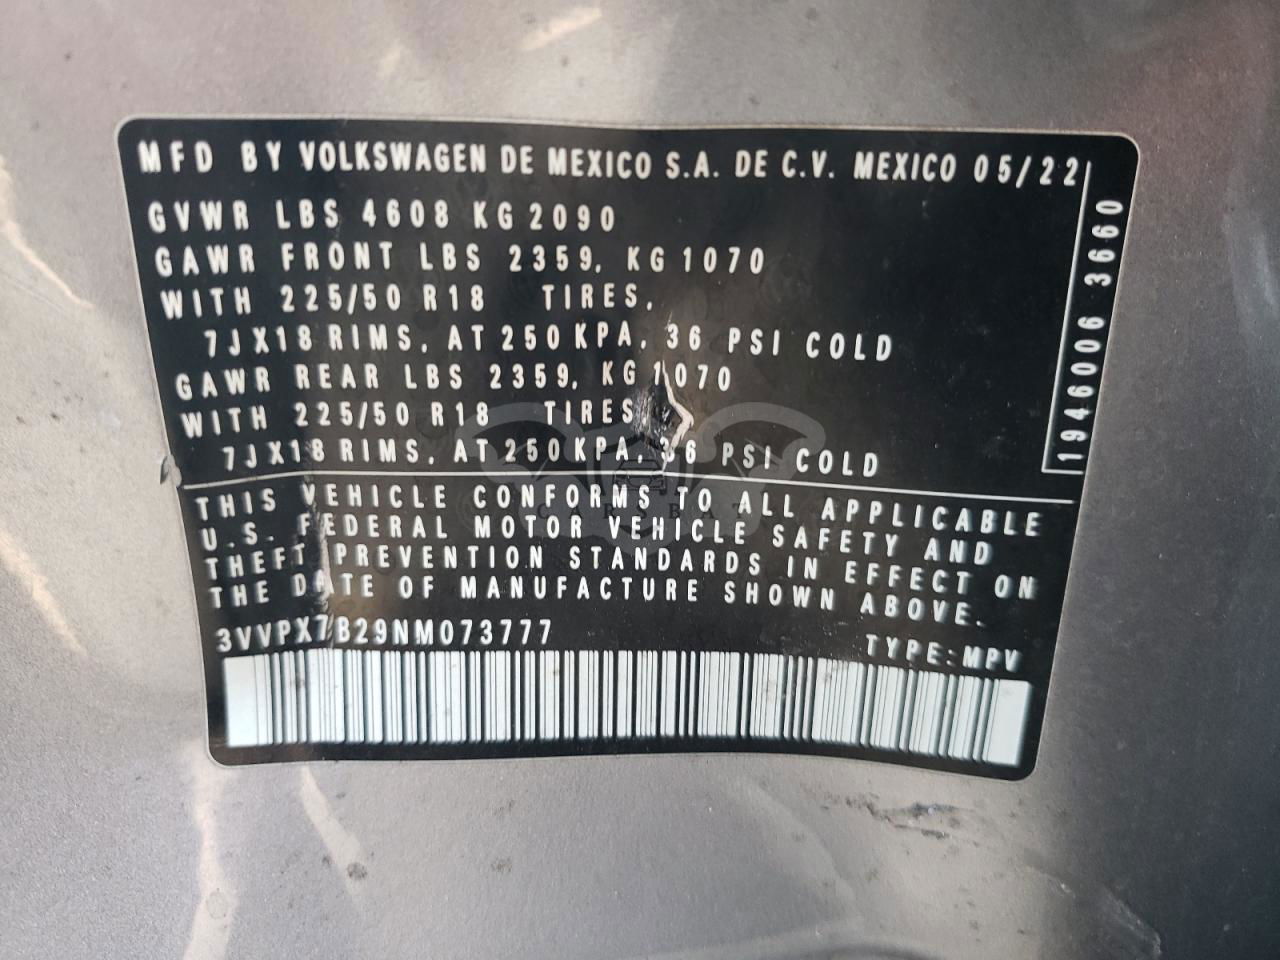 MFD BY VOLKSWAGEN DE MEXICO S.A. DE C.V. MEXICO 05/22
GVWR LBS 4608 KG 2090
GAWR FRONT LBS 2359, KG 1070
WITH 225/50 R18 TIRES,
7JX18 RIMS, AT 250 KPA, 36 PSI COLD
GAWR REAR LBS 2359, KG 1070
WITH 225/50 R18 TIRES
7JX18 RIMS, AT 250 KPA, 36 PSI COLD
1946006 3660
THIS VEHICLE CONFORMS TO ALL APPLICABLE
U.S. FEDERAL MOTOR VEHICLE SAFETY AND
THEFT PREVENTION STANDARDS IN EFFECT ON
THE DATE OF MANUFACTURE SHOWN ABOVE.
3VVPX7B29NM073777
TYPE:MPV
CARSBAT